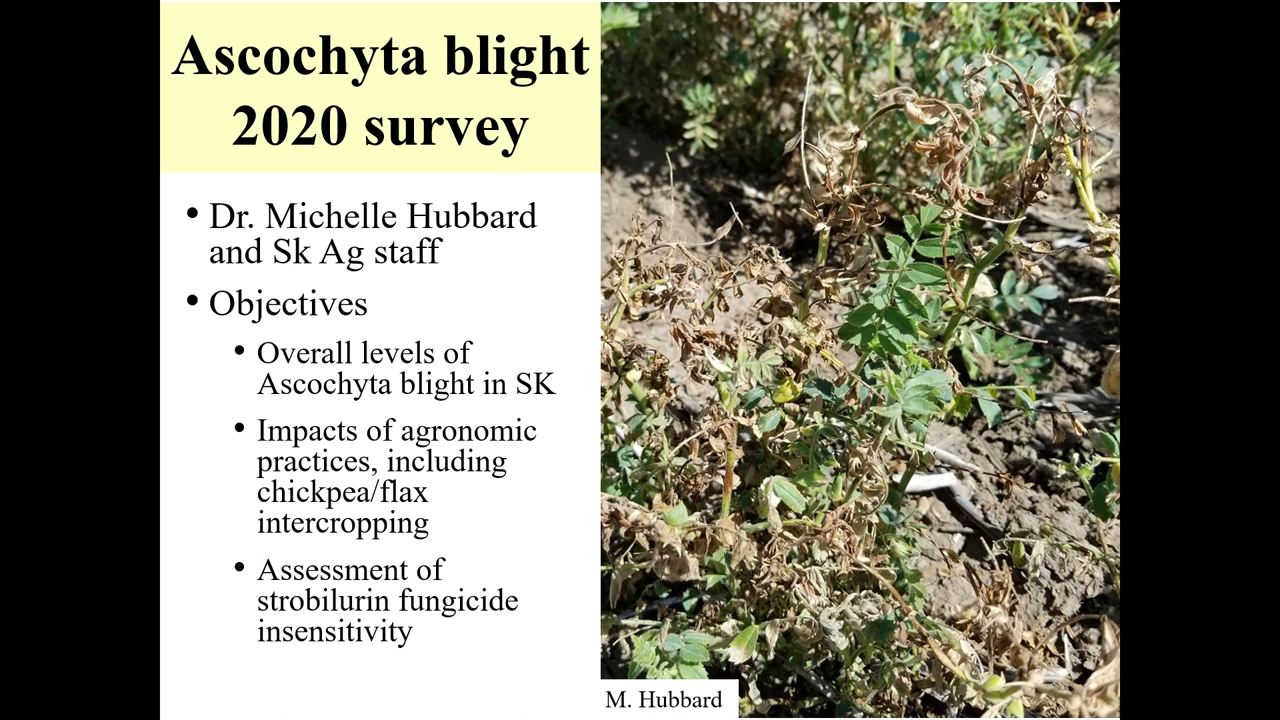 Ascochyta blight
2020 survey
• Dr. Michelle Hubbard
and Sk Ag staff
• Objectives
• Overall levels of
Ascochyta blight in SK
• Impacts of agronomic
practices, including
chickpea/flax
intercropping
• Assessment of
strobilurin fungicide
insensitivity
M. Hubbard